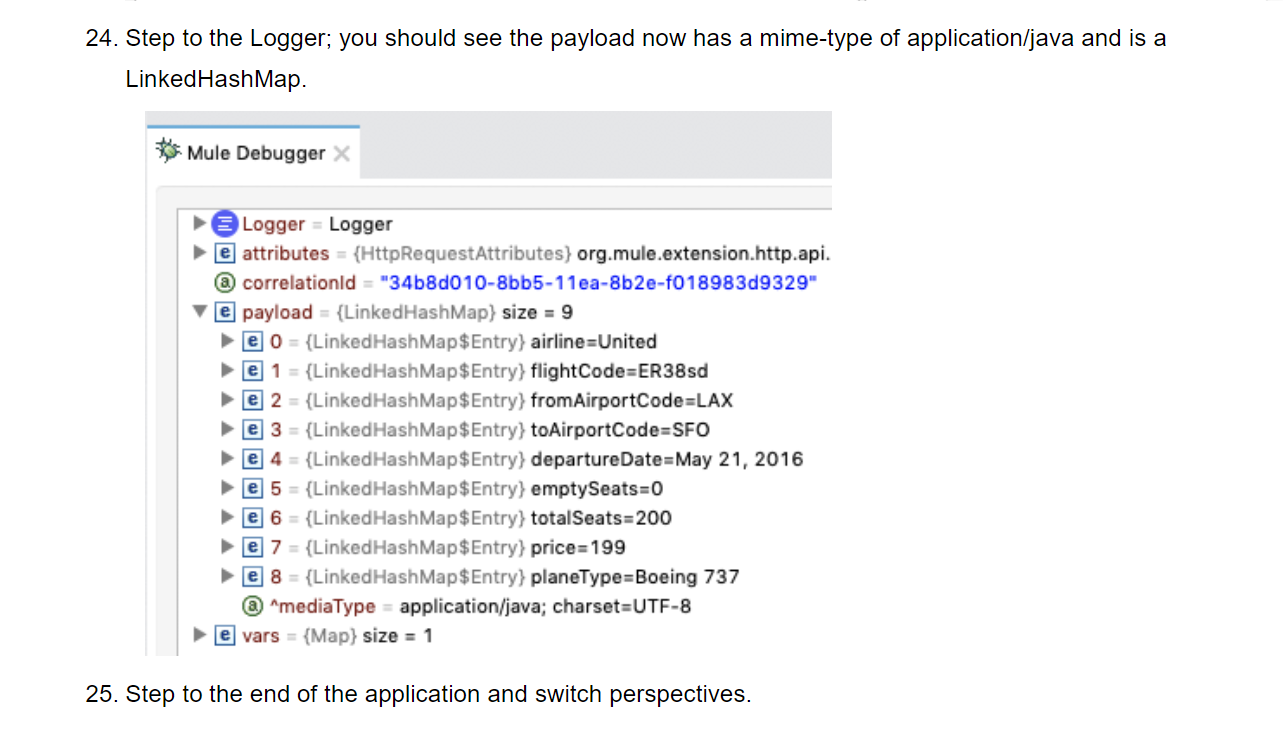 24. Step to the Logger; you should see the payload now has a mime-type of application/java and is a
LinkedHashMap.
Mule Debugger
Logger = Logger
e attributes = {HttpRequestAttributes} org.mule.extension.http.api.
a correlationId = "34b8d010-8bb5-11ea-8b2e-f018983d9329"
e payload = {LinkedHashMap} size = 9
e 0 = {LinkedHashMap$Entry} airline=United
e 1 = {LinkedHashMap$Entry} flightCode=ER38sd
e 2 = {LinkedHashMap$Entry} fromAirportCode=LAX
e 3 = {LinkedHashMap$Entry} toAirportCode=SFO
e 4 = {LinkedHashMap$Entry} departureDate=May 21, 2016
e 5 = {LinkedHashMap$Entry} emptySeats=0
e 6 = {LinkedHashMap$Entry} totalSeats=200
e 7 = {LinkedHashMap$Entry} price=199
e 8 = {LinkedHashMap$Entry} planeType=Boeing 737
a ^mediaType = application/java; charset=UTF-8
e vars = {Map} size = 1
25. Step to the end of the application and switch perspectives.